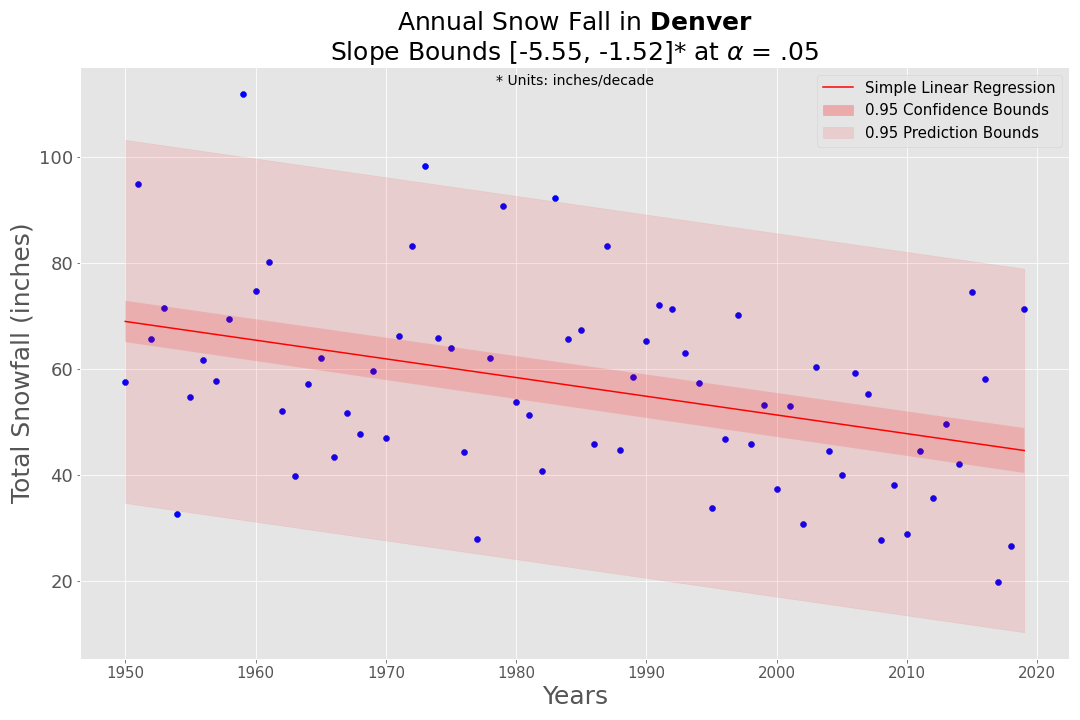 Annual Snow Fall in Denver
Slope Bounds [-5.55, -1.52]* at α = .05
* Units: inches/decade
Simple Linear Regression
0.95 Confidence Bounds
0.95 Prediction Bounds
Total Snowfall (inches)
100
80
60
40
20
1950 1960 1970 1980 1990 2000 2010 2020
Years